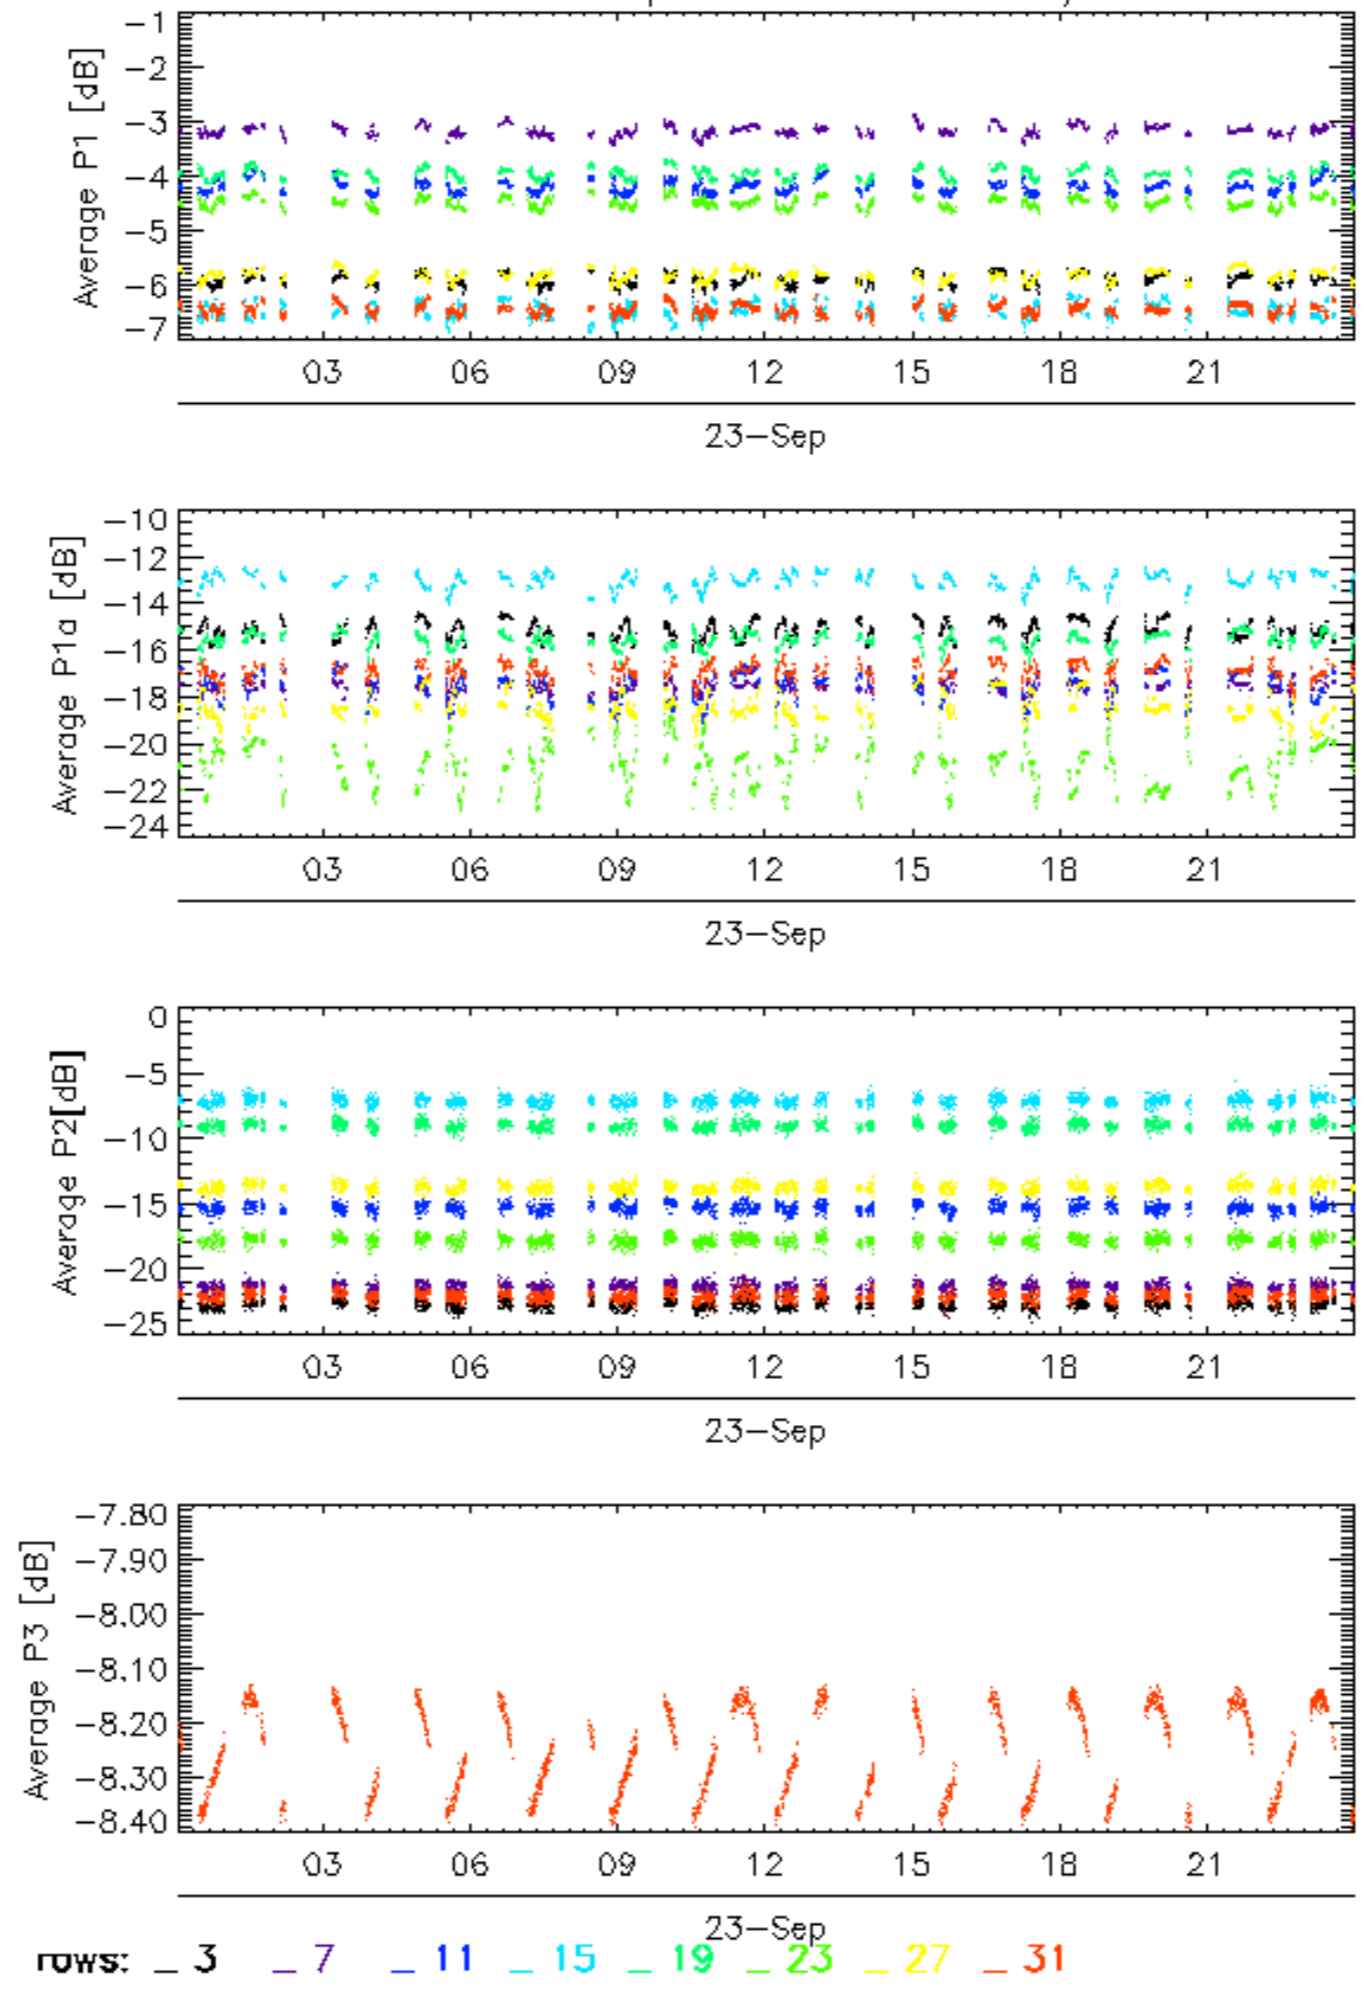 Average P1 [dB]
-1
-2
-3
-4
-5
-6
-7
03 06 09 12 15 18 21
23-Sep
Average P1a [dB]
-10
-12
-14
-16
-18
-20
-22
-24
03 06 09 12 15 18 21
23-Sep
Average P2[dB]
0
-5
-10
-15
-20
-25
03 06 09 12 15 18 21
23-Sep
Average P3 [dB]
-7.80
-7.90
-8.00
-8.10
-8.20
-8.30
-8.40
03 06 09 12 15 18 21
23-Sep
rows: _ 3 _ 7 _ 11 _ 15 _ 19 _ 23 _ 27 _ 31